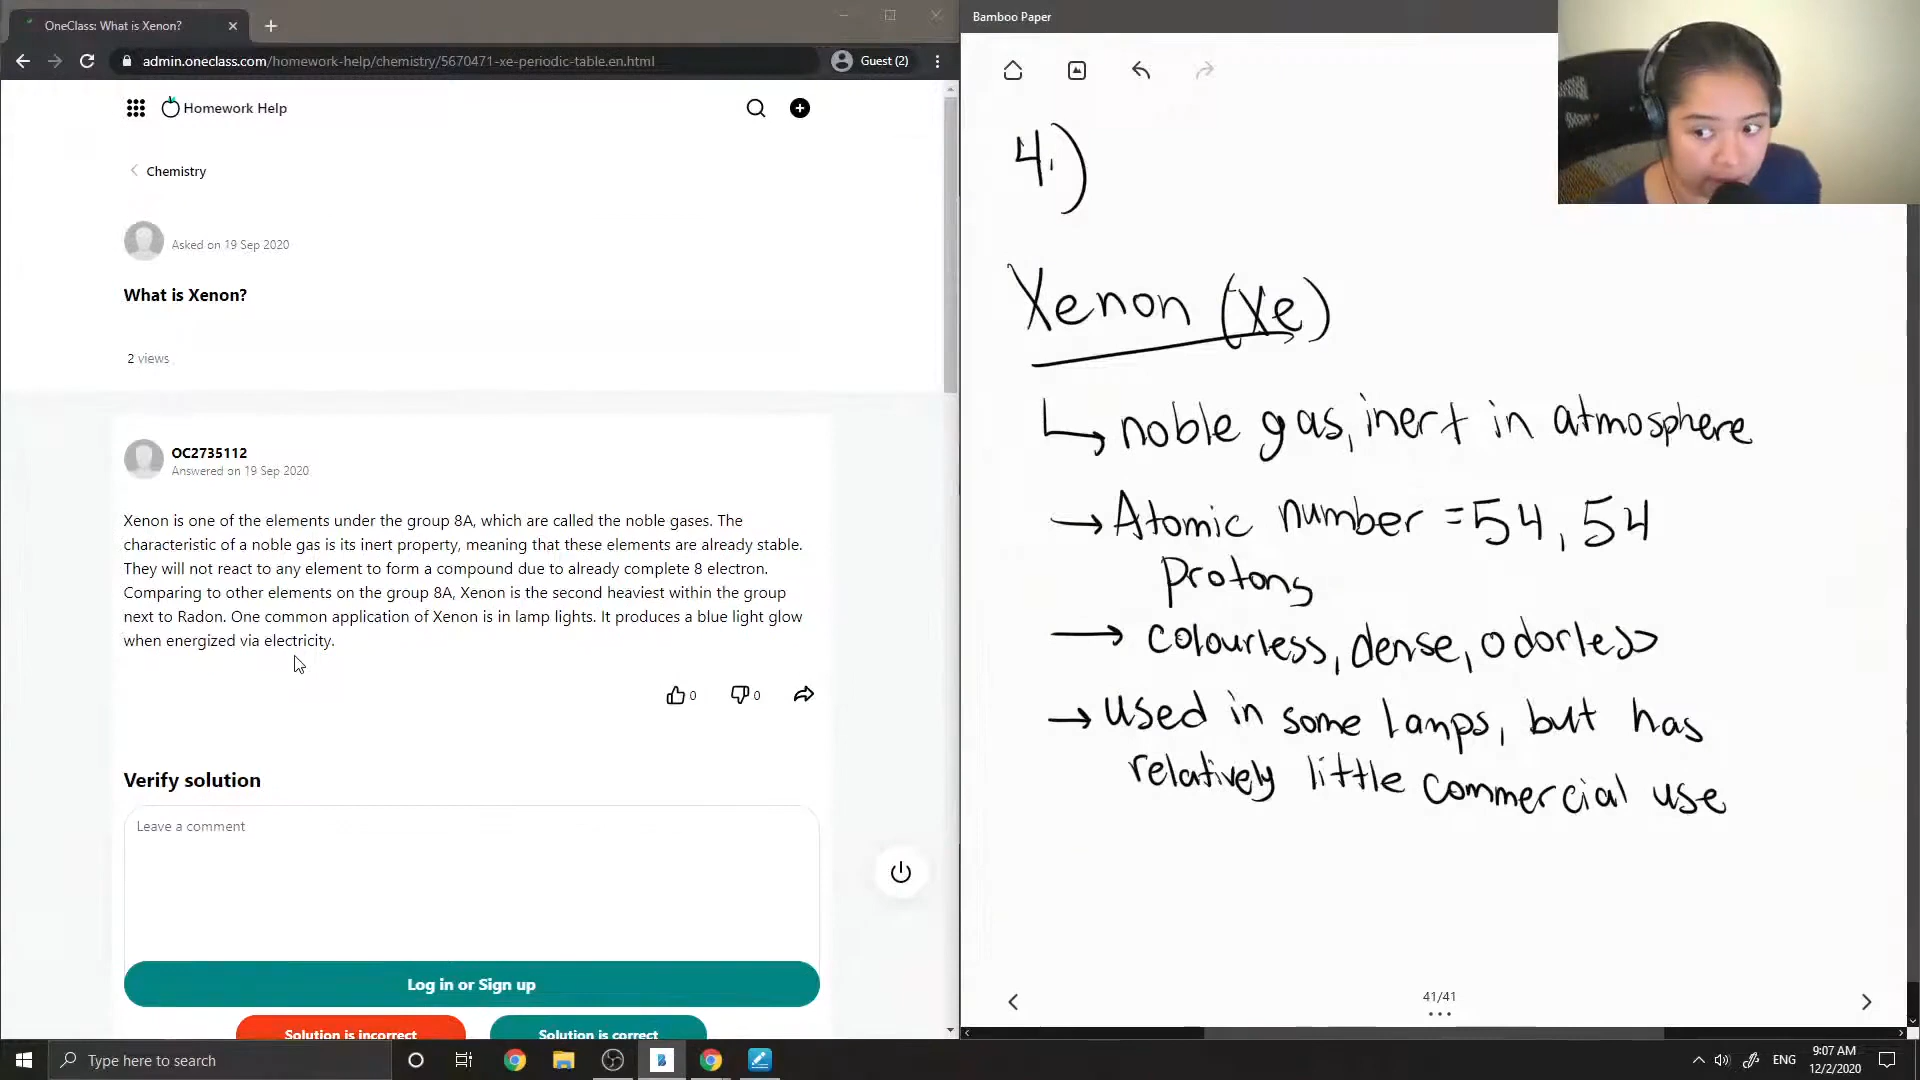 OneClass: What is Xenon?
admin.oneclass.com/homework-help/chemistry/5670471-xe-periodic-table.en.html
Guest (2)
Homework Help
Chemistry
Asked on 19 Sep 2020
What is Xenon?
2 views
OC2735112
Answered on 19 Sep 2020
Xenon is one of the elements under the group 8A, which are called the noble gases. The
characteristic of a noble gas is its inert property, meaning that these elements are already stable.
They will not react to any element to form a compound due to already complete 8 electron.
Comparing to other elements on the group 8A, Xenon is the second heaviest within the group
next to Radon. One common application of Xenon is in lamp lights. It produces a blue light glow
when energized via electricity.
0
0
Verify solution
Leave a comment
Log in or Sign up
Solution is incorrect
Solution is correct
Bamboo Paper
4.)
Xenon (Xe)
noble gas, inert in atmosphere
Atomic number = 54, 54
protons
colourless, dense, odorless
used in some lamps, but has
relatively little commercial use
41/41
Type here to search
ENG
9:07 AM
12/2/2020